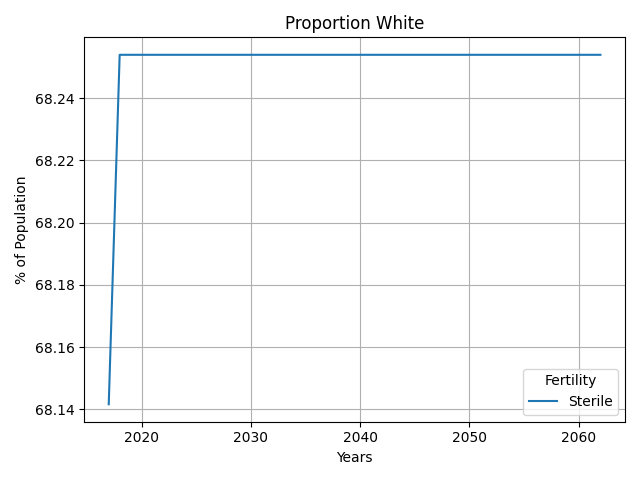 Proportion White
% of Population
68.24
68.22
68.20
68.18
68.16
68.14
Fertility
Sterile
2020 2030 2040 2050 2060
Years